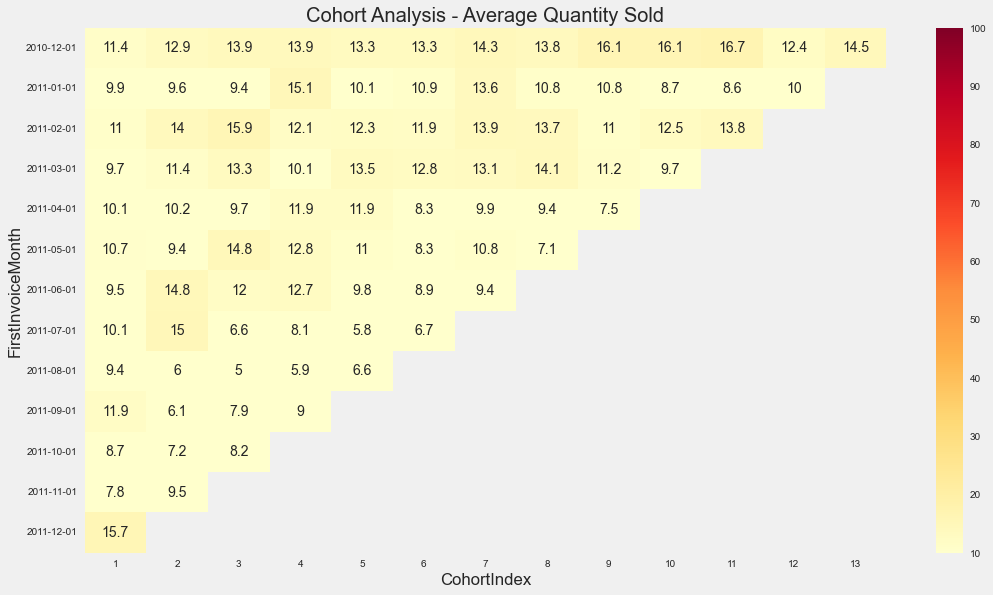 Cohort Analysis - Average Quantity Sold
2010-12-01 11.4 12.9 13.9 13.9 13.3 13.3 14.3 13.8 16.1 16.1 16.7 12.4 14.5
2011-01-01 9.9 9.6 9.4 15.1 10.1 10.9 13.6 10.8 10.8 8.7 8.6 10
2011-02-01 11 14 15.9 12.1 12.3 11.9 13.9 13.7 11 12.5 13.8
2011-03-01 9.7 11.4 13.3 10.1 13.5 12.8 13.1 14.1 11.2 9.7
2011-04-01 10.1 10.2 9.7 11.9 11.9 8.3 9.9 9.4 7.5
2011-05-01 10.7 9.4 14.8 12.8 11 8.3 10.8 7.1
2011-06-01 9.5 14.8 12 12.7 9.8 8.9 9.4
2011-07-01 10.1 15 6.6 8.1 5.8 6.7
2011-08-01 9.4 6 5 5.9 6.6
2011-09-01 11.9 6.1 7.9 9
2011-10-01 8.7 7.2 8.2
2011-11-01 7.8 9.5
2011-12-01 15.7
1 2 3 4 5 6 7 8 9 10 11 12 13
CohortIndex
FirstInvoiceMonth
100
90
80
70
60
50
40
30
20
10